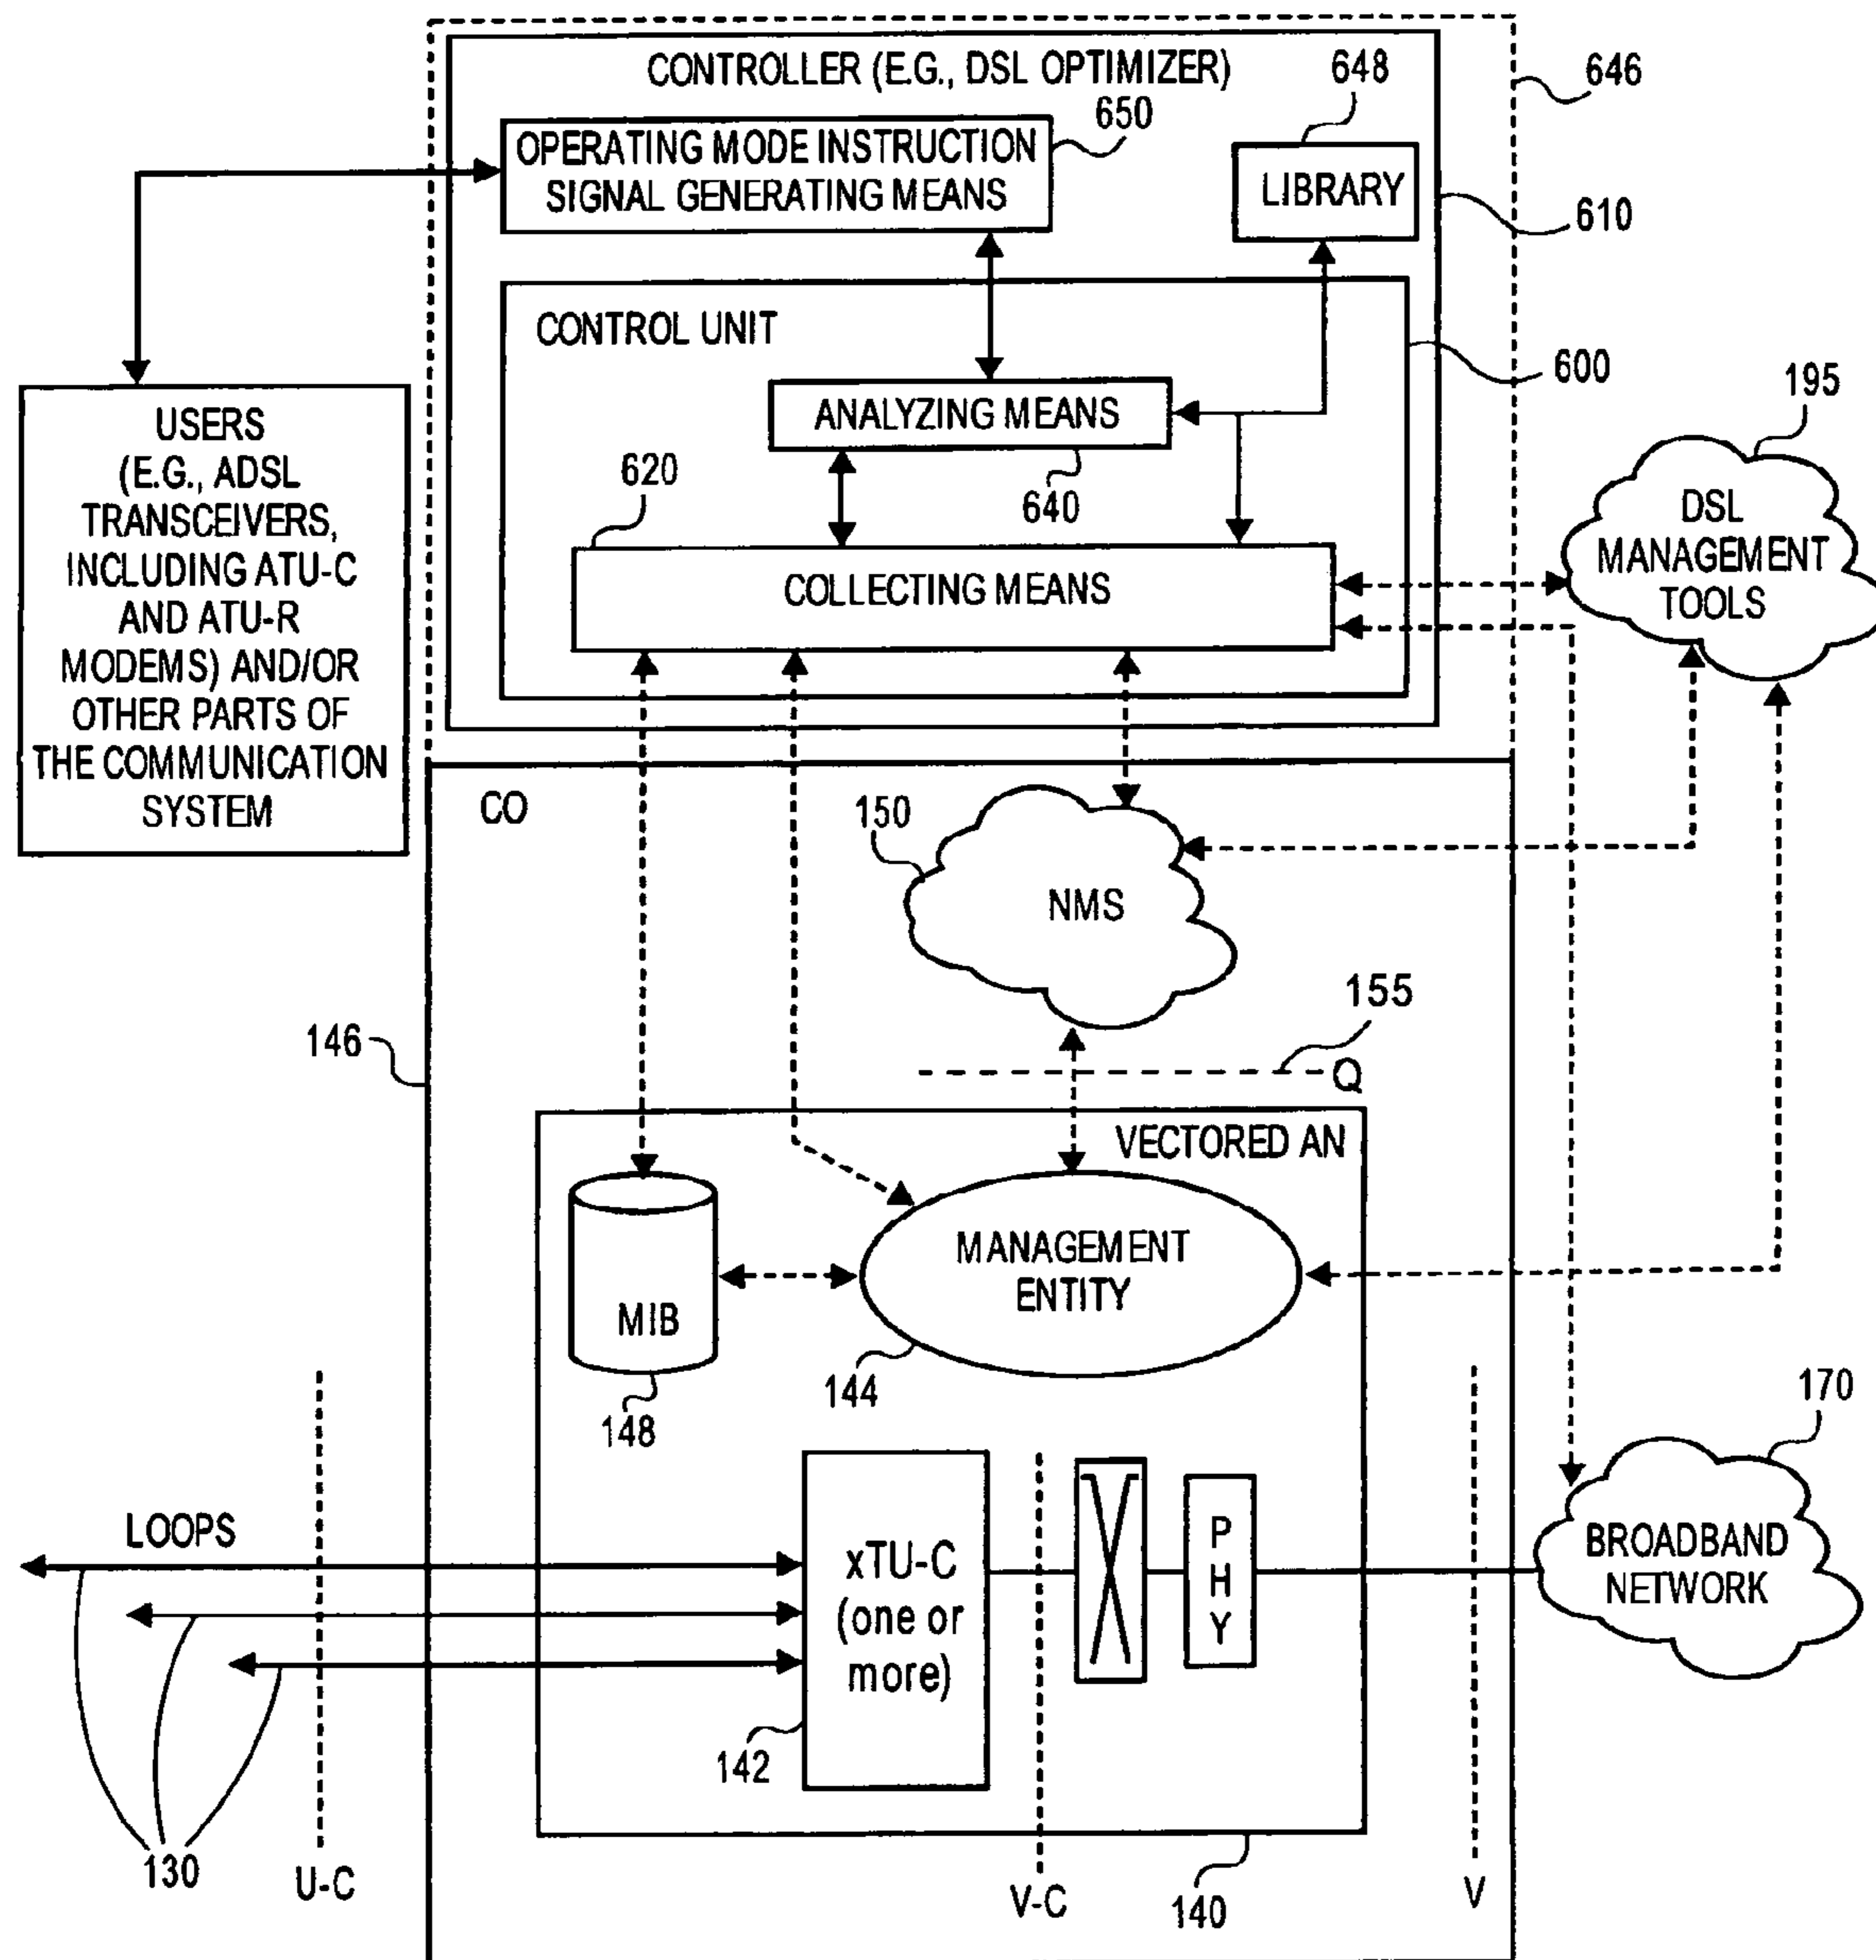 CONTROLLER (E.G., DSL OPTIMIZER)
648
646
650
OPERATING MODE INSTRUCTION
SIGNAL GENERATING MEANS
LIBRARY
610
CONTROL UNIT
600
195
ANALYZING MEANS
620
640
COLLECTING MEANS
USERS
(E.G., ADSL
TRANSCEIVERS,
INCLUDING ATU-C
AND ATU-R
MODEMS) AND/OR
OTHER PARTS OF
THE COMMUNICATION
SYSTEM
DSL
MANAGEMENT
TOOLS
CO
150
NMS
155
146
Q
VECTORED AN
MANAGEMENT
ENTITY
MIB
144
148
170
LOOPS
xTU-C
(one or
more)
P
H
Y
BROADBAND
NETWORK
142
130
U-C
V-C
140
V